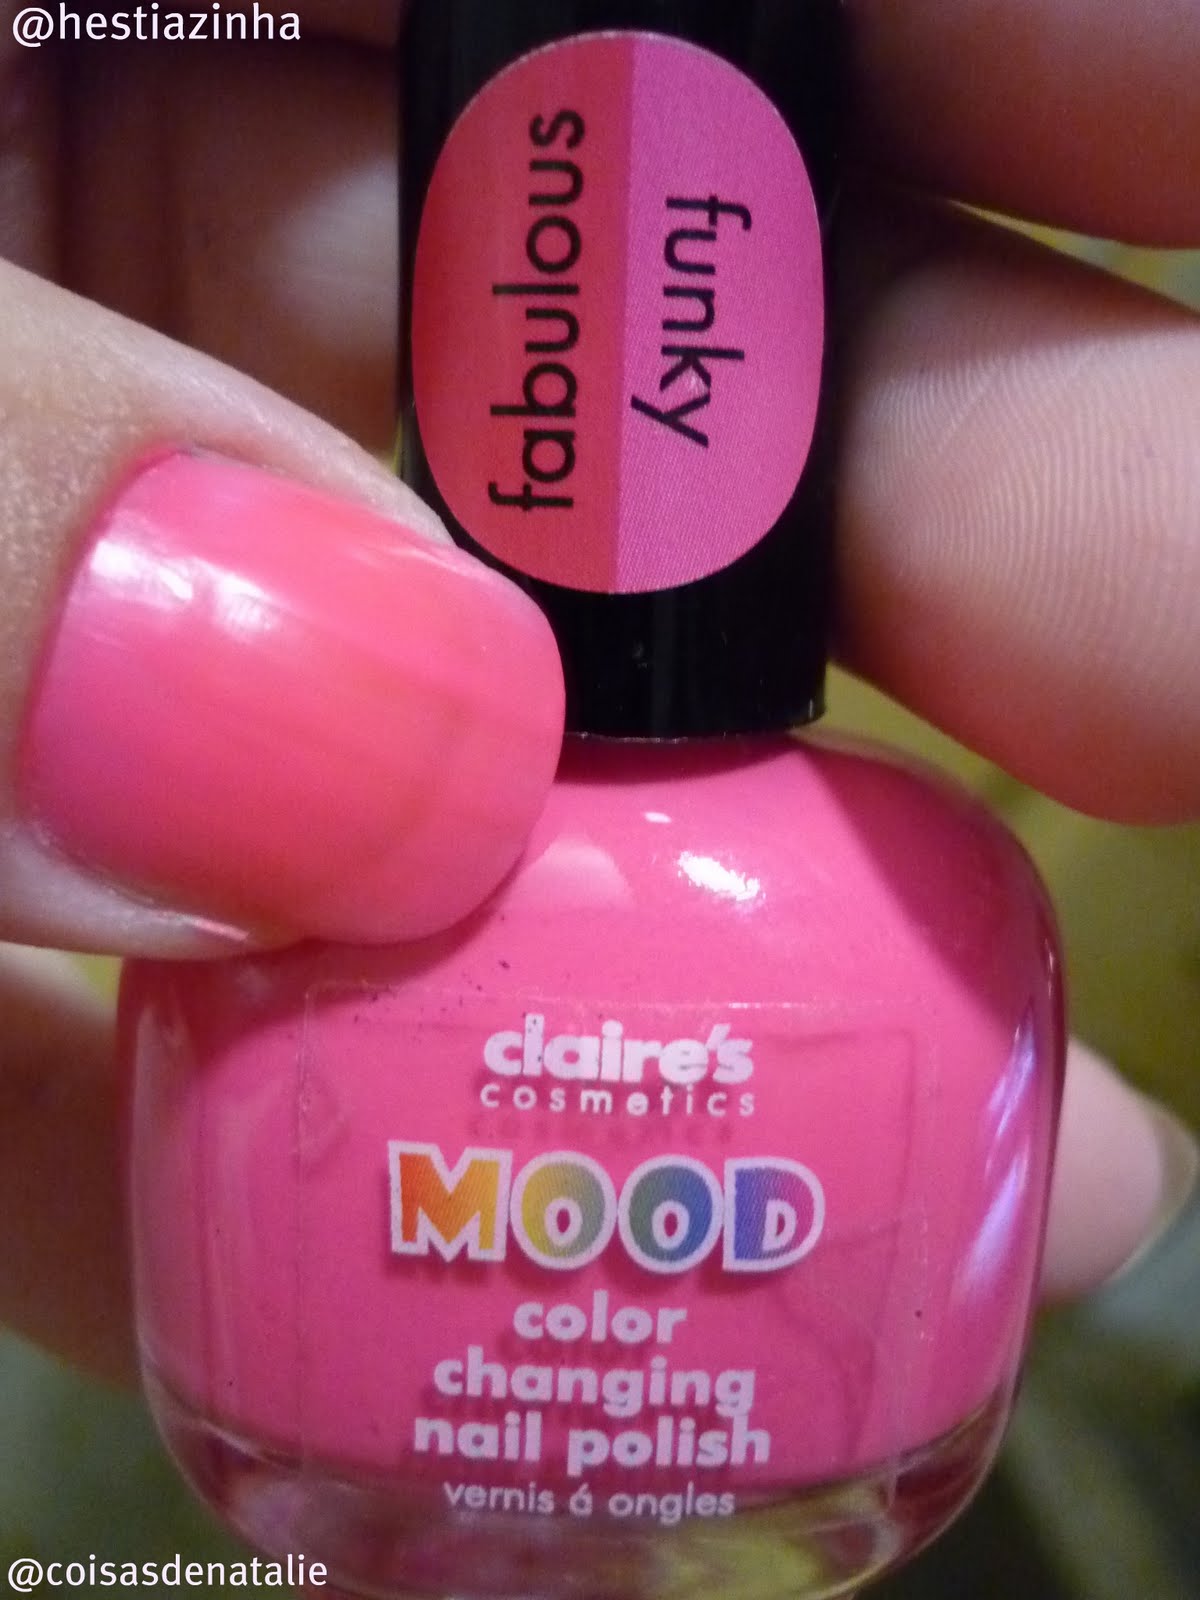 @hestiazinha
fabulous
funky
claire's
cosmetics
MOOD
color
changing
nail polish
vernis á ongles
@coisasdenatalie